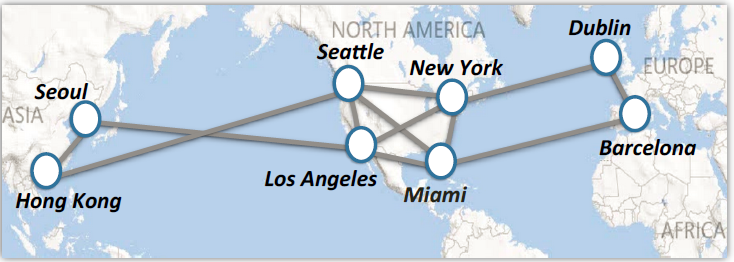 NORTH AMERICA
Dublin
Seattle
New York
EUROPE
Seoul
ASIA
Barcelona
Los Angeles
Miami
Hong Kong
AFRICA